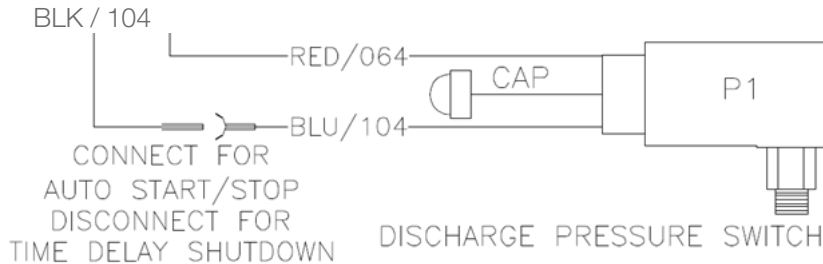 BLK / 104
RED/064
CAP
P1
BLU/104
CONNECT FOR
AUTO START/STOP
DISCONNECT FOR
TIME DELAY SHUTDOWN
DISCHARGE PRESSURE SWITCH